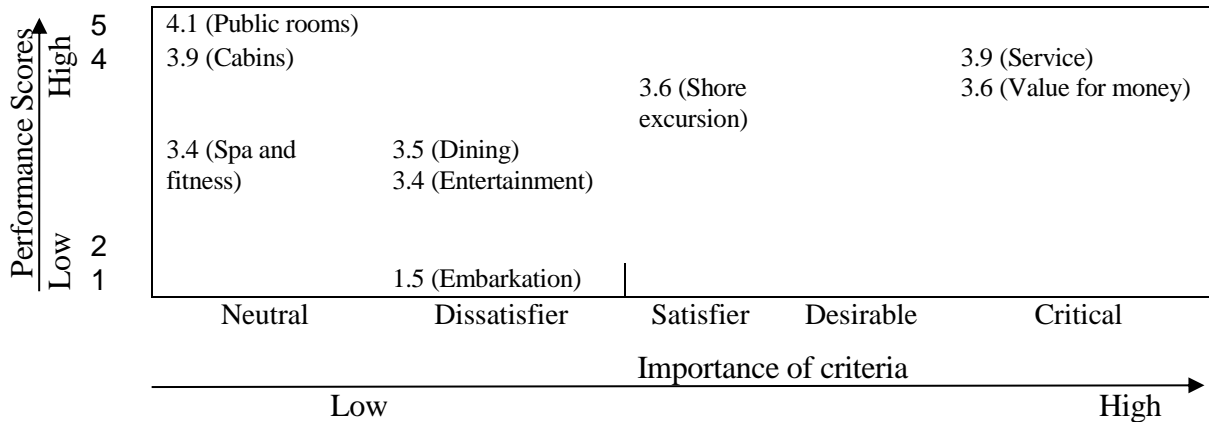 Performance Scores
High
Low
5
4
2
1
4.1 (Public rooms)
3.9 (Cabins)
3.9 (Service)
3.6 (Shore
excursion)
3.6 (Value for money)
3.4 (Spa and
fitness)
3.5 (Dining)
3.4 (Entertainment)
1.5 (Embarkation)
Neutral
Dissatisfier
Satisfier
Desirable
Critical
Importance of criteria
Low
High